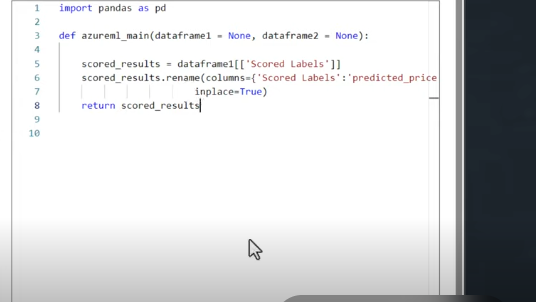 1 import pandas as pd
2
3 def azureml_main(dataframe1 = None, dataframe2 = None):
4
5 scored_results = dataframe1[['Scored Labels']]
6 scored_results.rename(columns={'Scored Labels':'predicted_price
7 inplace=True)
8 return scored_results
9
10